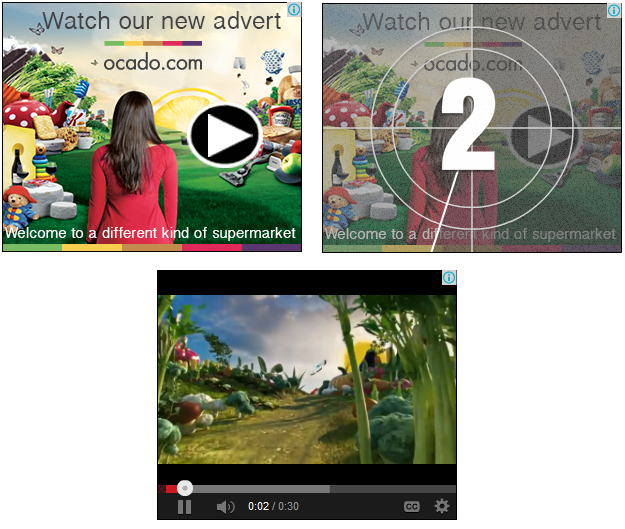 Watch our new advert
ocado.com
Welcome to a different kind of supermarket
Watch our new advert
ocado.com
2
Welcome to a different kind of supermarket
0:02 / 0:30
CC